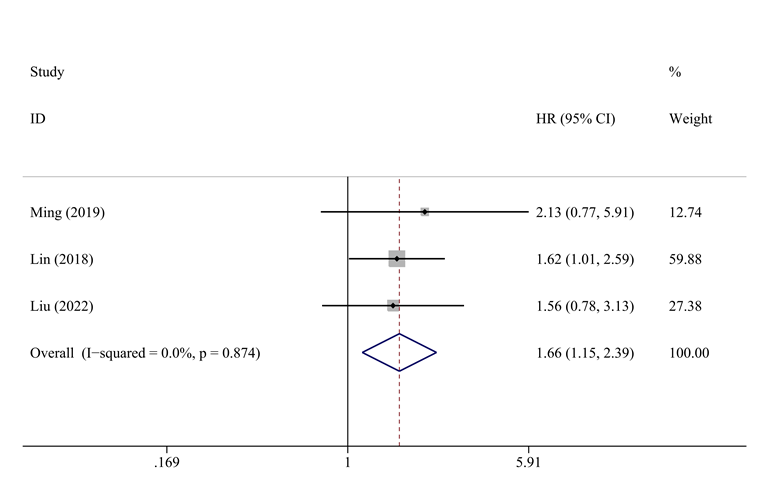 Study %
ID HR (95% CI) Weight
Ming (2019) 2.13 (0.77, 5.91) 12.74
Lin (2018) 1.62 (1.01, 2.59) 59.88
Liu (2022) 1.56 (0.78, 3.13) 27.38
Overall (I−squared = 0.0%, p = 0.874) 1.66 (1.15, 2.39) 100.00
.169 1 5.91